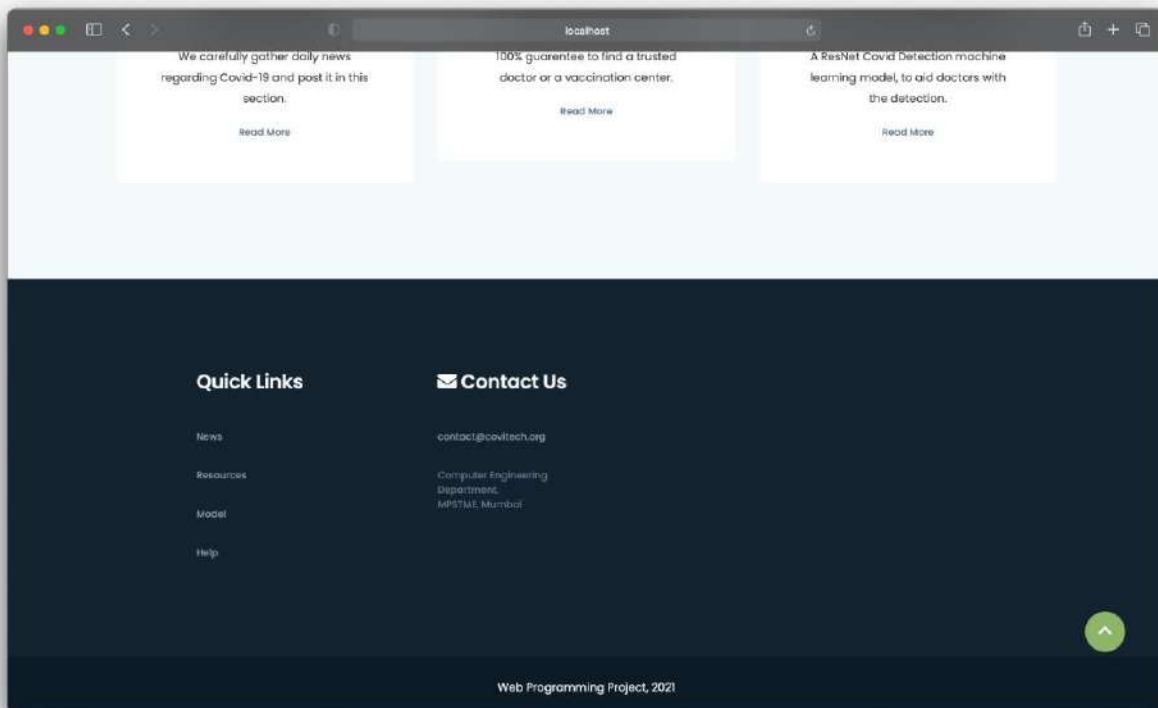 localhost
We carefully gather daily news
regarding Covid-19 and post it in this
section.
Read More
100% guarentee to find a trusted
doctor or a vaccination center.
Read More
A ResNet Covid Detection machine
learning model, to aid doctors with
the detection.
Read More
Quick Links
News
Resources
Model
Help
Contact Us
contact@covitech.org
Computer Engineering
Department,
MPSTME, Mumbai
Web Programming Project, 2021